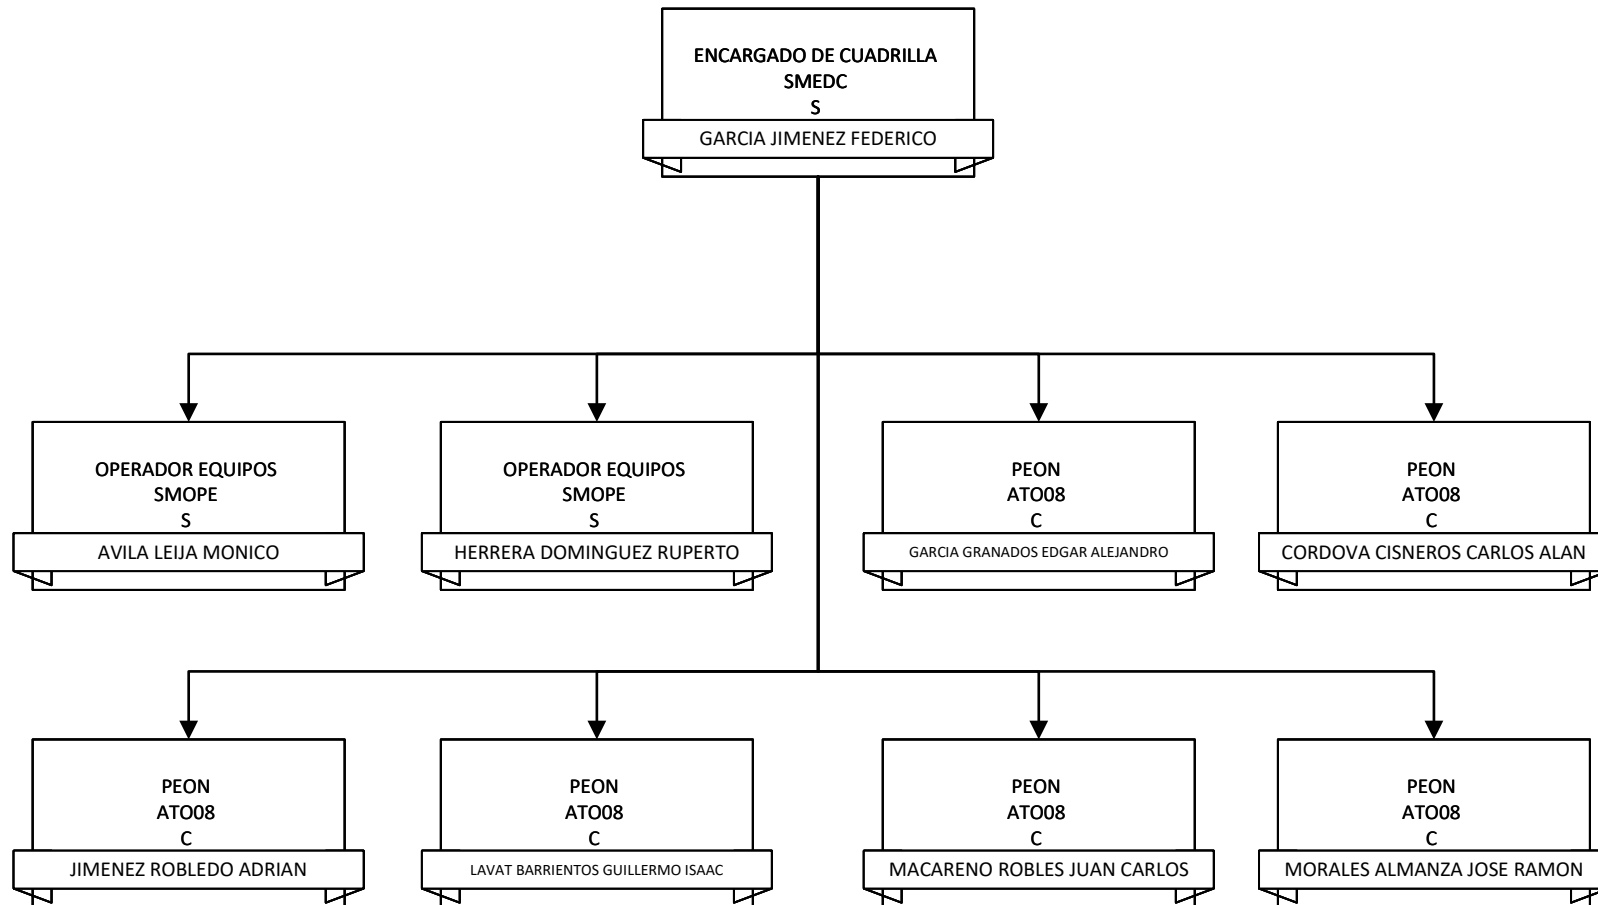 ENCARGADO DE CUADRILLA
SMEDC
S
GARCIA JIMENEZ FEDERICO
OPERADOR EQUIPOS
SMOPE
S
AVILA LEIJA MONICO
OPERADOR EQUIPOS
SMOPE
S
HERRERA DOMINGUEZ RUPERTO
PEON
ATO08
C
GARCIA GRANADOS EDGAR ALEJANDRO
PEON
ATO08
C
CORDOVA CISNEROS CARLOS ALAN
PEON
ATO08
C
JIMENEZ ROBLEDO ADRIAN
PEON
ATO08
C
LAVAT BARRIENTOS GUILLERMO ISAAC
PEON
ATO08
C
MACARENO ROBLES JUAN CARLOS
PEON
ATO08
C
MORALES ALMANZA JOSE RAMON